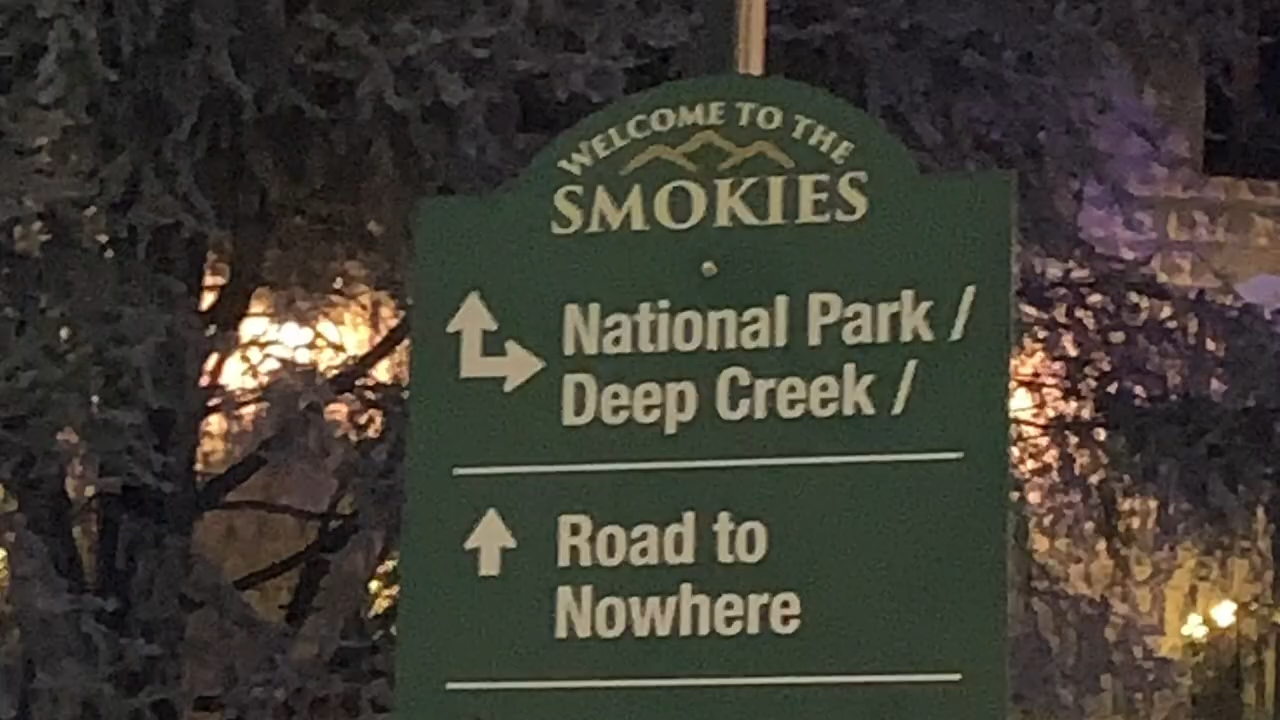 WELCOME TO THE
SMOKIES
National Park /
Deep Creek /
Road to
Nowhere